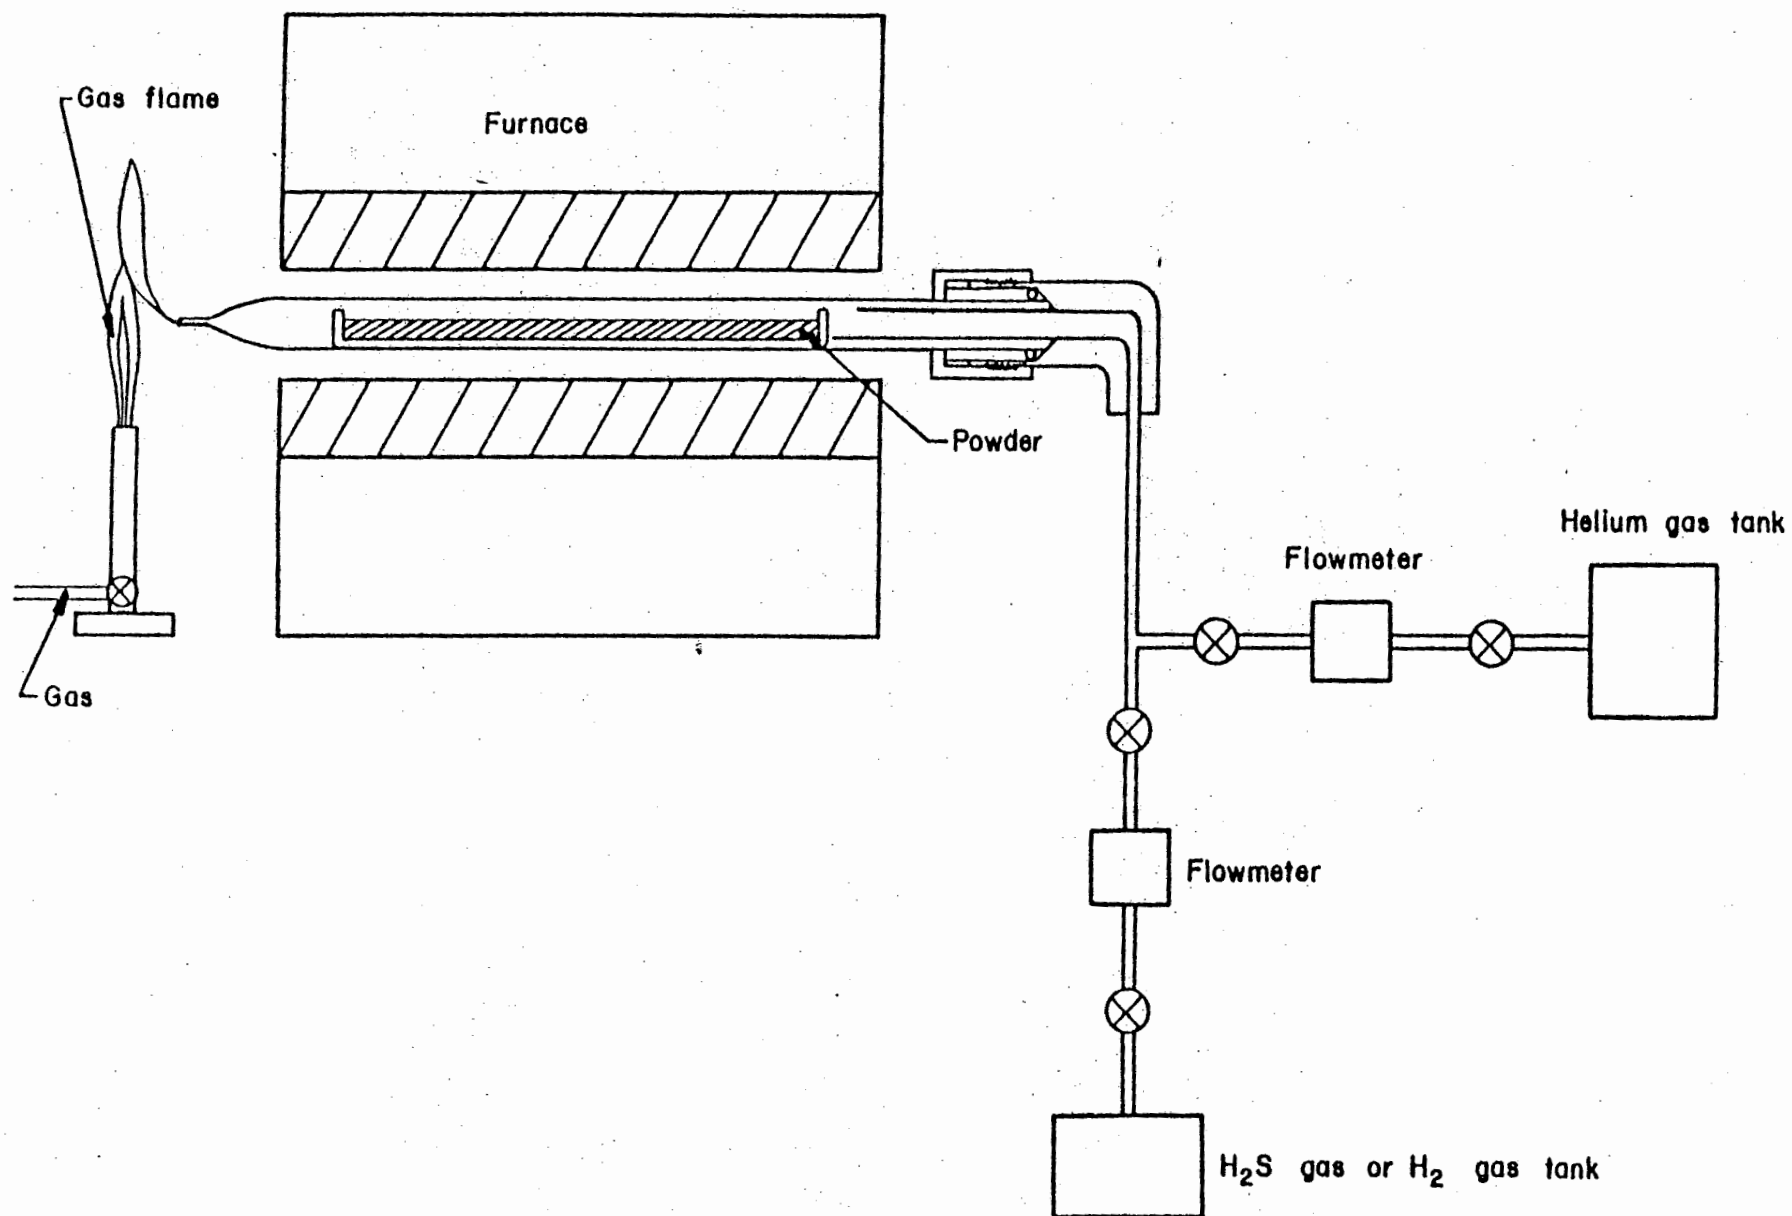 Gas flame
Furnace
Powder
Helium gas tank
Flowmeter
Gas
Flowmeter
H₂S gas or H₂ gas tank